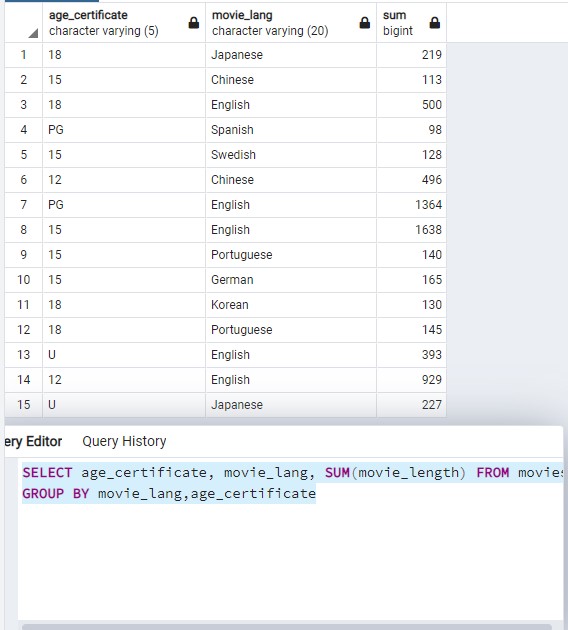 age_certificate movie_lang sum
character varying (5) character varying (20) bigint
1 18 Japanese 219
2 15 Chinese 113
3 18 English 500
4 PG Spanish 98
5 15 Swedish 128
6 12 Chinese 496
7 PG English 1364
8 15 English 1638
9 15 Portuguese 140
10 15 German 165
11 18 Korean 130
12 18 Portuguese 145
13 U English 393
14 12 English 929
15 U Japanese 227
ery Editor Query History
SELECT age_certificate, movie_lang, SUM(movie_length) FROM movies
GROUP BY movie_lang,age_certificate